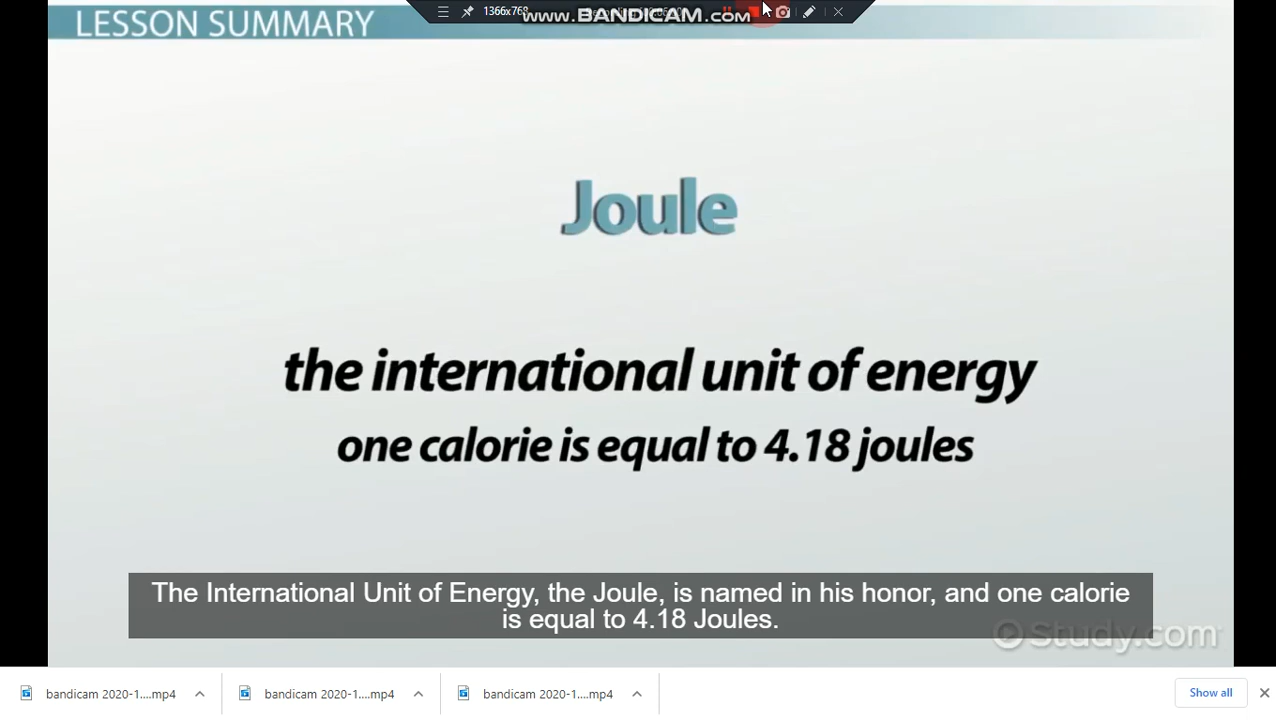 LESSON SUMMARY
1366x768
www.BANDICAM.com
Joule
the international unit of energy
one calorie is equal to 4.18 joules
The International Unit of Energy, the Joule, is named in his honor, and one calorie
is equal to 4.18 Joules.
Study.com
bandicam 2020-1....mp4
bandicam 2020-1....mp4
bandicam 2020-1....mp4
Show all